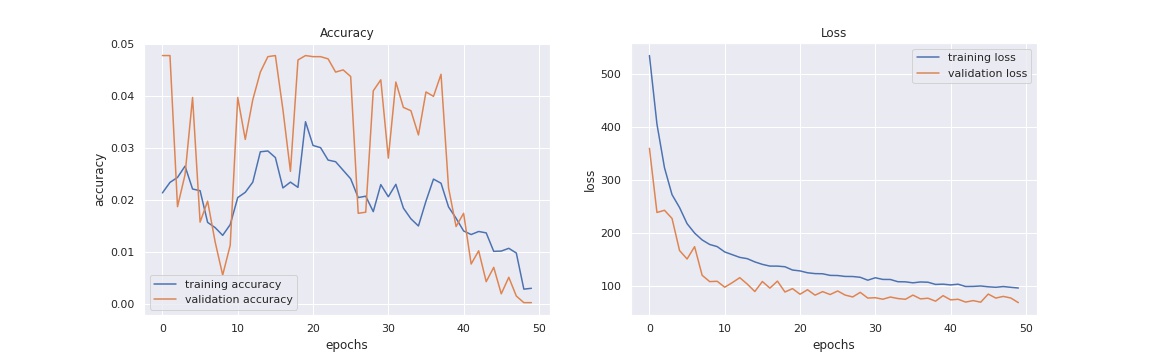 Accuracy
0.05
0.04
0.03
0.02
0.01
0.00
accuracy
training accuracy
validation accuracy
0 10 20 30 40 50
epochs
Loss
500
400
300
200
100
loss
training loss
validation loss
0 10 20 30 40 50
epochs